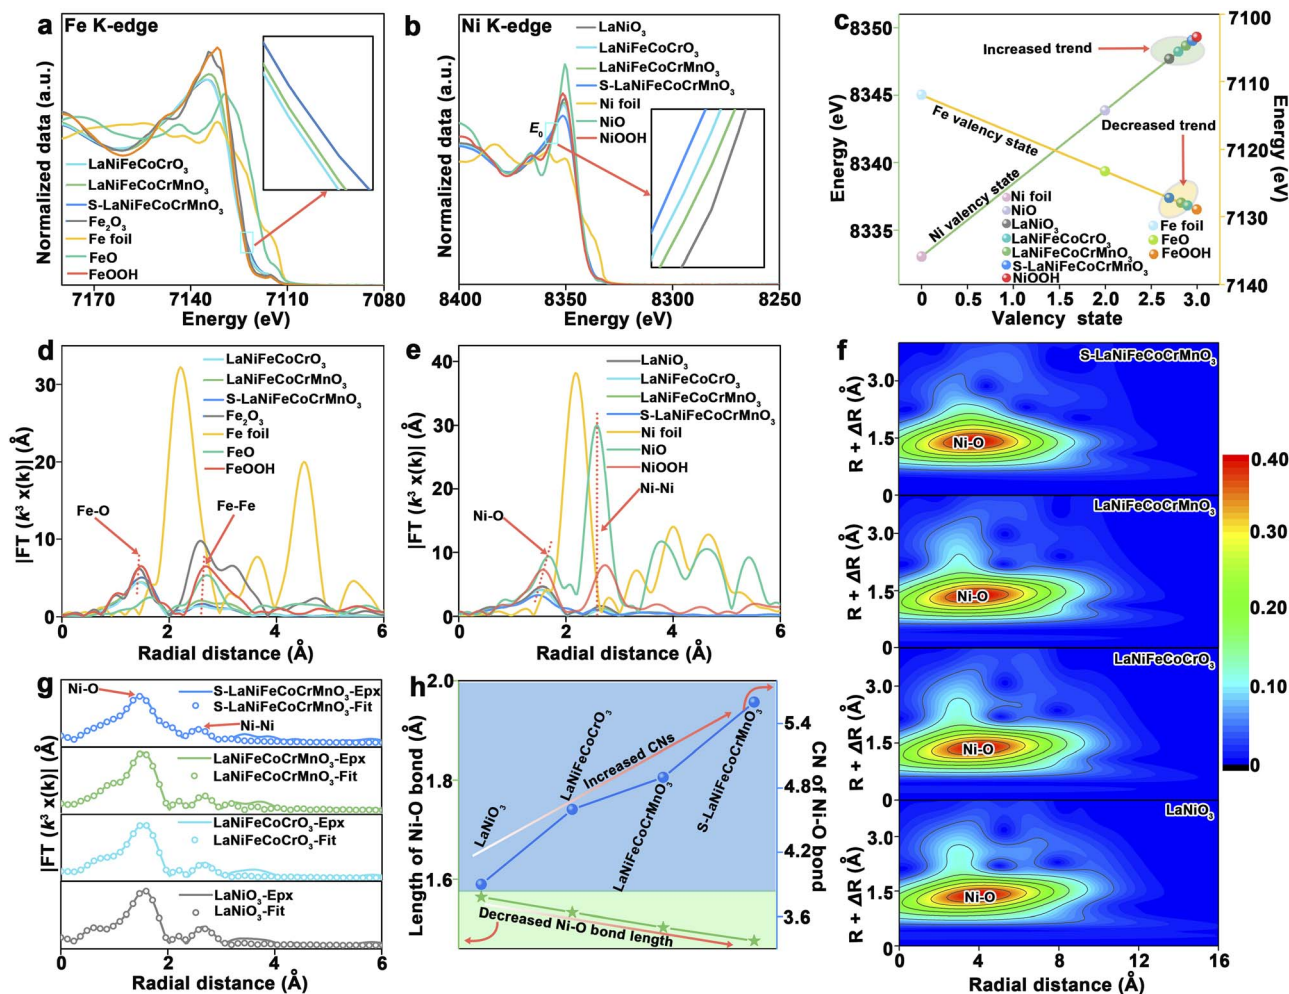 a Fe K-edge
Normalized data (a.u.)
LaNiFeCoCrO3
LaNiFeCoCrMnO3
S-LaNiFeCoCrMnO3
Fe2O3
Fe foil
FeO
FeOOH
7170 7140 7110 7080
Energy (eV)
b Ni K-edge
Normalized data (a.u.)
LaNiO3
LaNiFeCoCrO3
LaNiFeCoCrMnO3
S-LaNiFeCoCrMnO3
Ni foil
NiO
NiOOH
E0
8400 8350 8300 8250
Energy (eV)
c
8350
8345
8340
8335
Energy (eV)
7100
7110
7120
7130
7140
Energy (eV)
Increased trend
Decreased trend
Fe valency state
Ni valency state
Ni foil
NiO
LaNiO3
LaNiFeCoCrO3
LaNiFeCoCrMnO3
S-LaNiFeCoCrMnO3
NiOOH
Fe foil
FeO
FeOOH
0 0.5 1.0 1.5 2.0 2.5 3.0
Valency state
d
|FT (k3 x(k)| (Å)
30
20
10
0
LaNiFeCoCrO3
LaNiFeCoCrMnO3
S-LaNiFeCoCrMnO3
Fe2O3
Fe foil
FeO
FeOOH
Fe-O
Fe-Fe
0 2 4 6
Radial distance (Å)
e
|FT (k3 x(k)| (Å)
40
30
20
10
0
LaNiO3
LaNiFeCoCrO3
LaNiFeCoCrMnO3
S-LaNiFeCoCrMnO3
Ni foil
NiO
NiOOH
Ni-Ni
Ni-O
0 2 4 6
Radial distance (Å)
f
S-LaNiFeCoCrMnO3
R + ΔR (Å)
3.0
1.5
0
Ni-O
LaNiFeCoCrMnO3
R + ΔR (Å)
3.0
1.5
0
Ni-O
LaNiFeCoCrO3
R + ΔR (Å)
3.0
1.5
0
Ni-O
LaNiO3
R + ΔR (Å)
3.0
1.5
0
Ni-O
0 4 8 12 16
Radial distance (Å)
0.40
0.30
0.20
0.10
0
g
|FT (k3 x(k)| (Å)
Ni-O
S-LaNiFeCoCrMnO3-Epx
S-LaNiFeCoCrMnO3-Fit
Ni-Ni
LaNiFeCoCrMnO3-Epx
LaNiFeCoCrMnO3-Fit
LaNiFeCoCrO3-Epx
LaNiFeCoCrO3-Fit
LaNiO3-Epx
LaNiO3-Fit
0 2 4 6
Radial distance (Å)
h
Length of Ni-O bond (Å)
2.0
1.8
1.6
LaNiO3
LaNiFeCoCrO3
LaNiFeCoCrMnO3
S-LaNiFeCoCrMnO3
Increased CNs
Decreased Ni-O bond length
5.4
4.8
4.2
3.6
CN of Ni-O bond